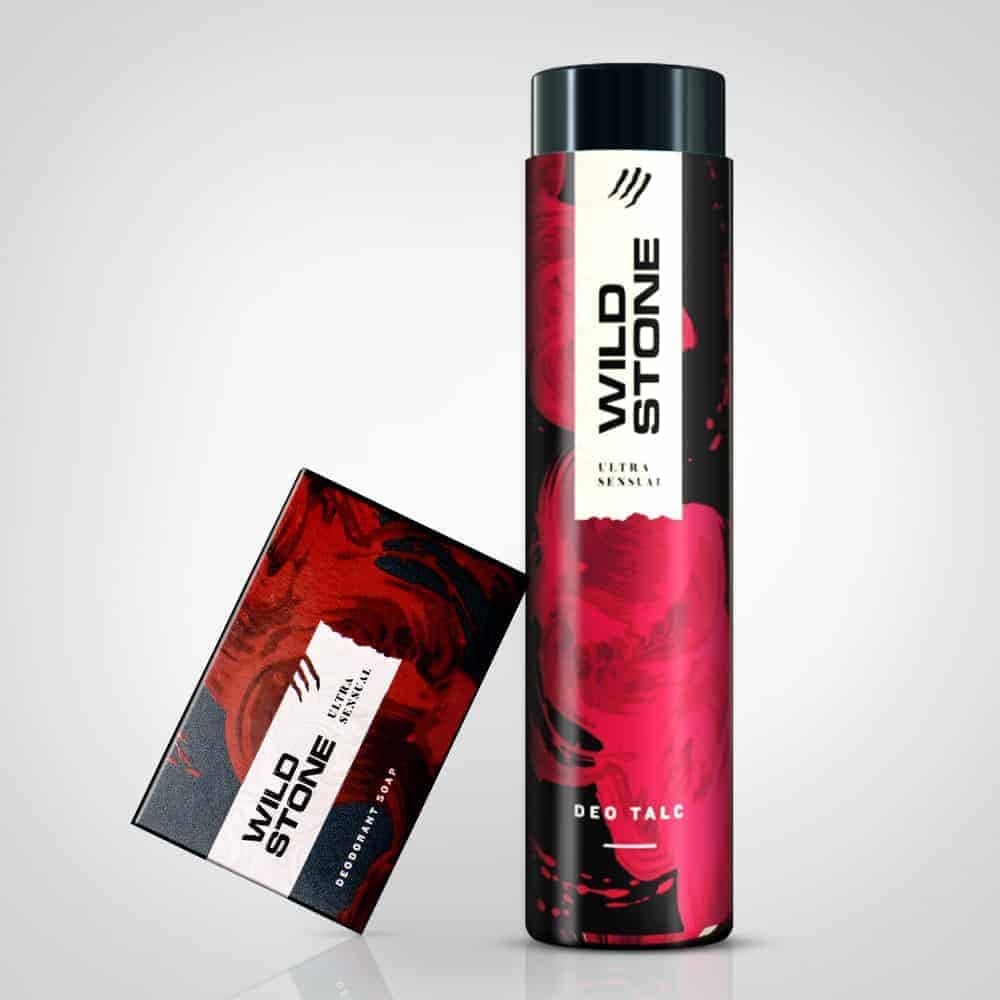 WILD
STONE
ULTRA
SENSUAL
DEO TALC
WILD
STONE
ULTRA
SENSUAL
DEODORANT SOAP